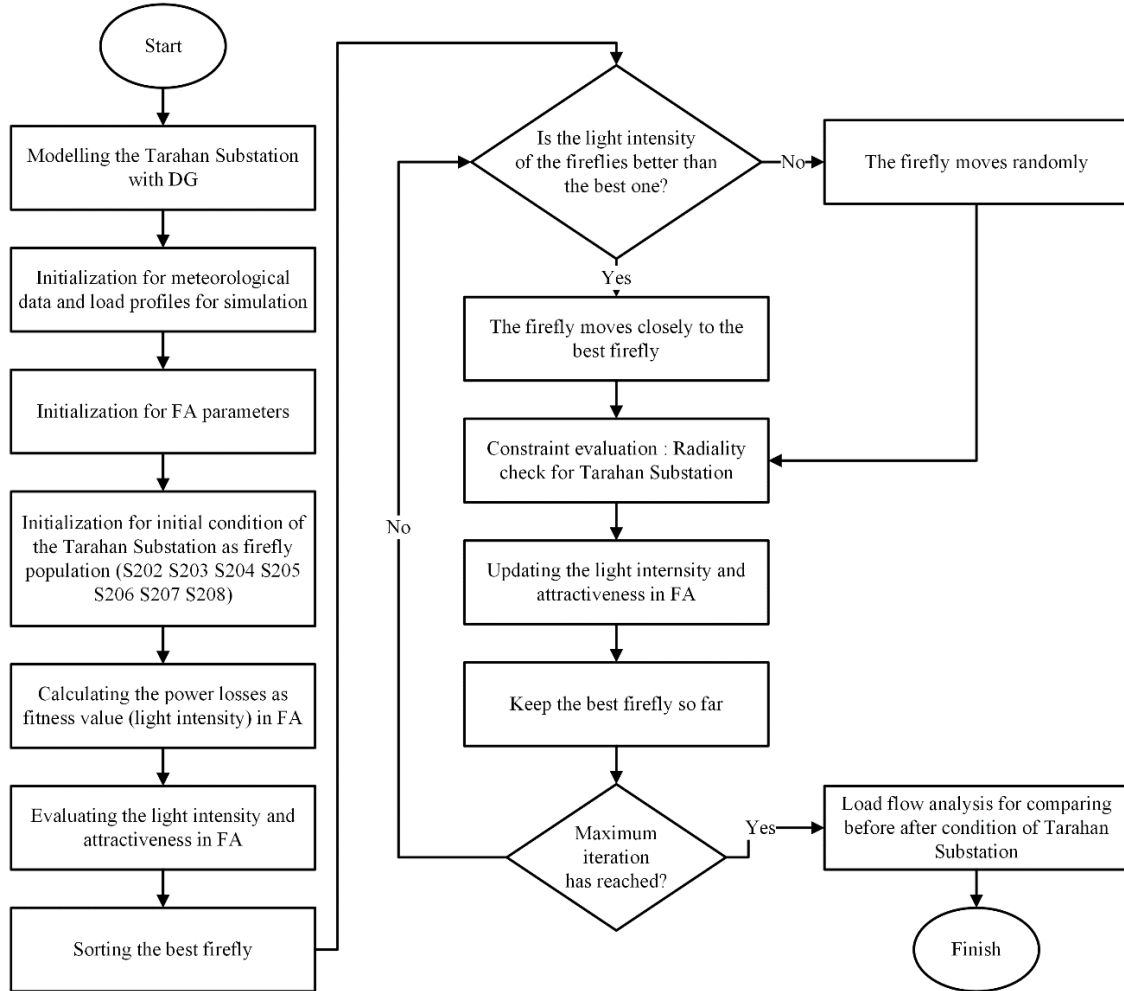 Start
Modelling the Tarahan Substation
with DG
Initialization for meteorological
data and load profiles for simulation
Initialization for FA parameters
Initialization for initial condition of
the Tarahan Substation as firefly
population (S202 S203 S204 S205
S206 S207 S208)
Calculating the power losses as
fitness value (light intensity) in FA
Evaluating the light intensity and
attractiveness in FA
Sorting the best firefly
Is the light intensity
of the fireflies better than
the best one?
No
The firefly moves randomly
Yes
The firefly moves closely to the
best firefly
Constraint evaluation : Radiality
check for Tarahan Substation
No
Updating the light internsity and
attractiveness in FA
Keep the best firefly so far
Maximum
iteration
has reached?
Yes
Load flow analysis for comparing
before after condition of Tarahan
Substation
Finish